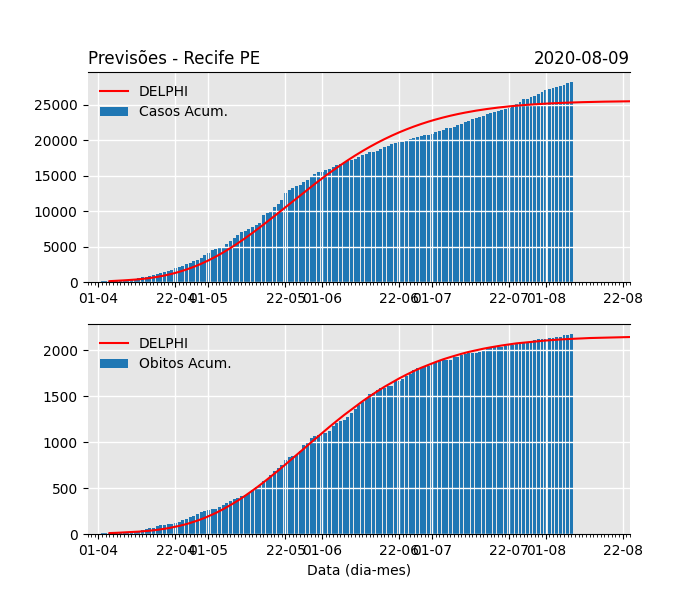 Previsões - Recife PE 2020-08-09
DELPHI
Casos Acum.
25000
20000
15000
10000
5000
0
01-04 22-04 01-05 22-05 01-06 22-06 01-07 22-07 01-08 22-08
DELPHI
Obitos Acum.
2000
1500
1000
500
0
01-04 22-04 01-05 22-05 01-06 22-06 01-07 22-07 01-08 22-08
Data (dia-mes)